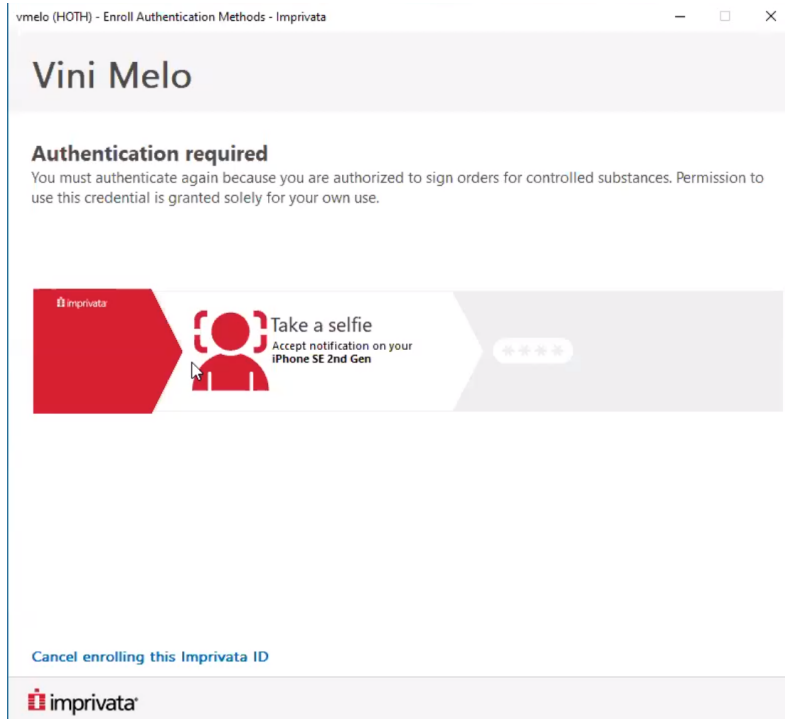 vmelo (HOTH) - Enroll Authentication Methods - Imprivata
Vini Melo
Authentication required
You must authenticate again because you are authorized to sign orders for controlled substances. Permission to
use this credential is granted solely for your own use.
imprivata
Take a selfie
Accept notification on your
iPhone SE 2nd Gen
****
Cancel enrolling this Imprivata ID
imprivata